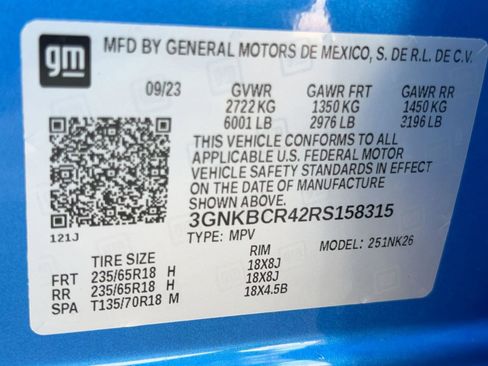 gm
MFD BY GENERAL MOTORS DE MEXICO, S. DE R.L. DE C.V.
09/23 GVWR GAWR FRT GAWR RR
2722 KG 1350 KG 1450 KG
6001 LB 2976 LB 3196 LB
THIS VEHICLE CONFORMS TO ALL
APPLICABLE U.S. FEDERAL MOTOR
VEHICLE SAFETY STANDARDS IN EFFECT
ON THE DATE OF MANUFACTURE
SHOWN ABOVE.
3GNKBCR42RS158315
121J TYPE: MPV MODEL: 251NK26
TIRE SIZE RIM
FRT 235/65R18 H 18X8J
RR 235/65R18 H 18X8J
SPA T135/70R18 M 18X4.5B